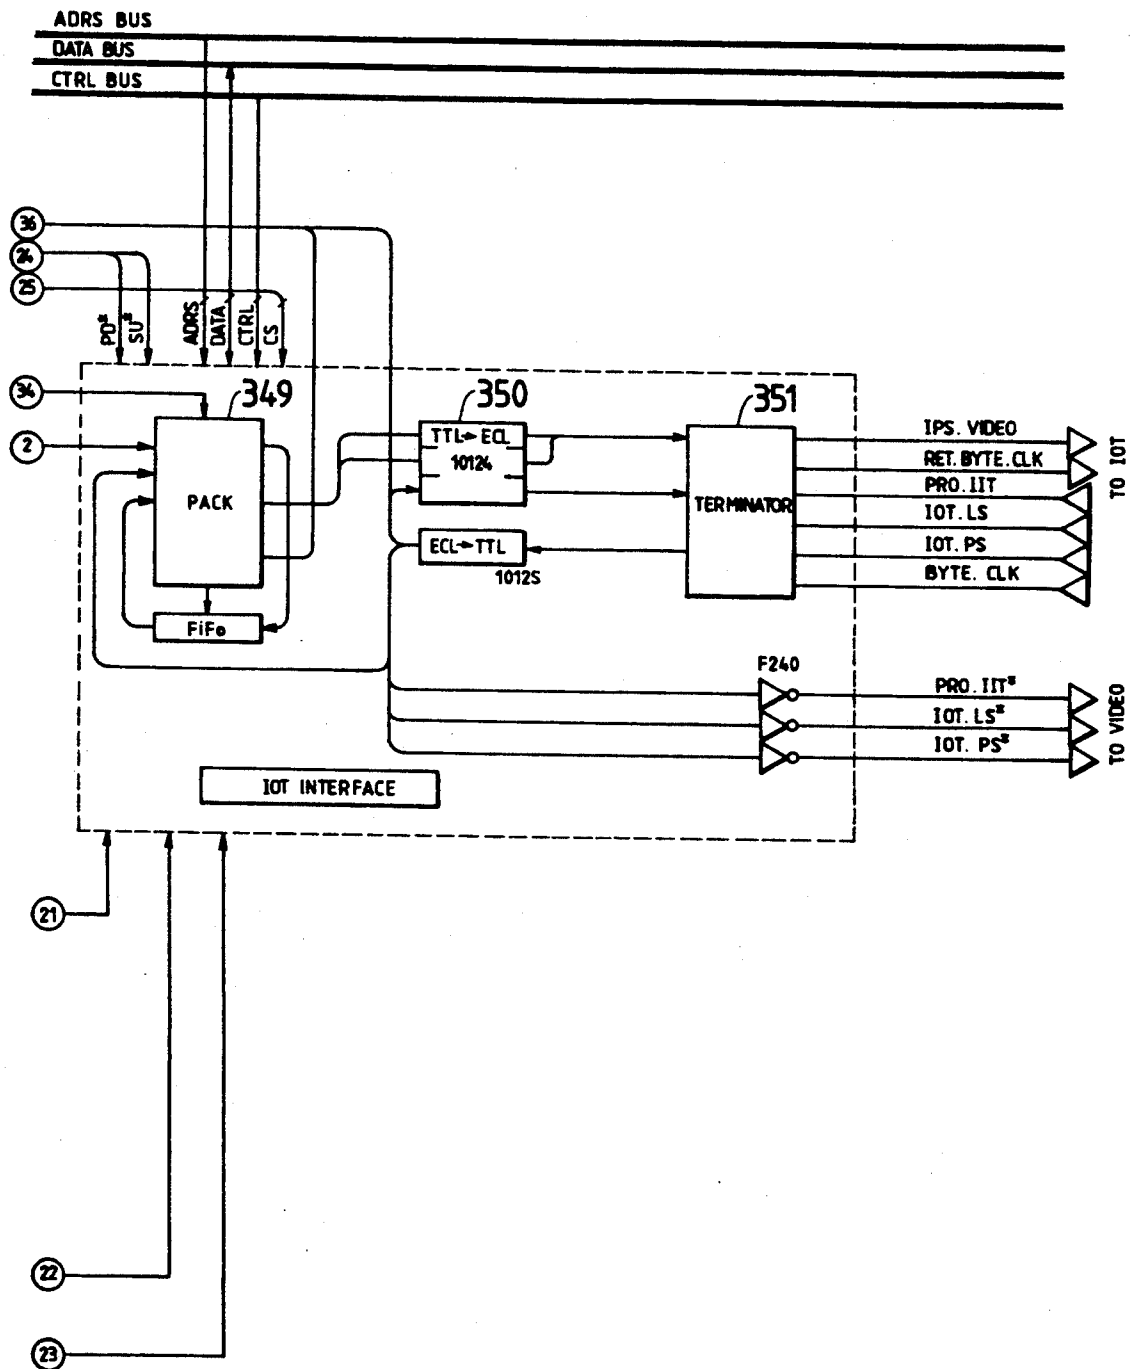 ADRS BUS
DATA BUS
CTRL BUS
36
24
25
PD*
SU*
ADRS
DATA
CTRL
CS
34
349
350
351
2
TTL→ECL
10124
PACK
TERMINATOR
IPS. VIDEO
RET. BYTE. CLK
PRO. IIT
IOT. LS
IOT. PS
BYTE. CLK
TO IOT
ECL→TTL
1012S
FiFo
F240
PRO. IIT*
IOT. LS*
IOT. PS*
TO VIDEO
IOT INTERFACE
21
22
23